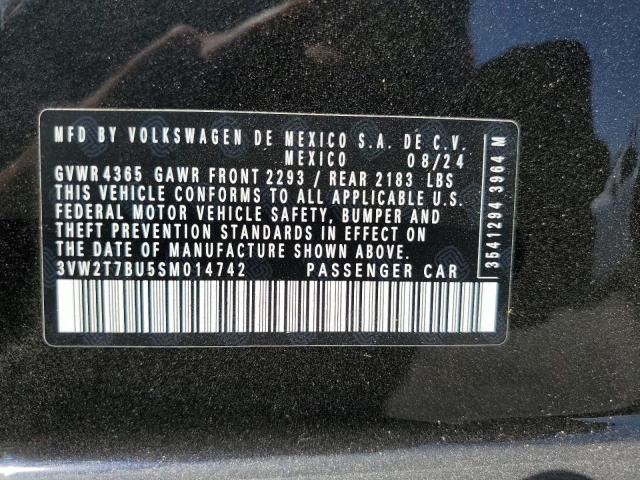 MFD BY VOLKSWAGEN DE MEXICO S.A. DE C.V.
MEXICO 08/24
GVWR 4365 GAWR FRONT 2293 / REAR 2183 LBS
THIS VEHICLE CONFORMS TO ALL APPLICABLE U.S.
FEDERAL MOTOR VEHICLE SAFETY, BUMPER AND
THEFT PREVENTION STANDARDS IN EFFECT ON
THE DATE OF MANUFACTURE SHOWN ABOVE.
3VW2T7BU5SM014742 PASSENGER CAR
3541294 3964 M